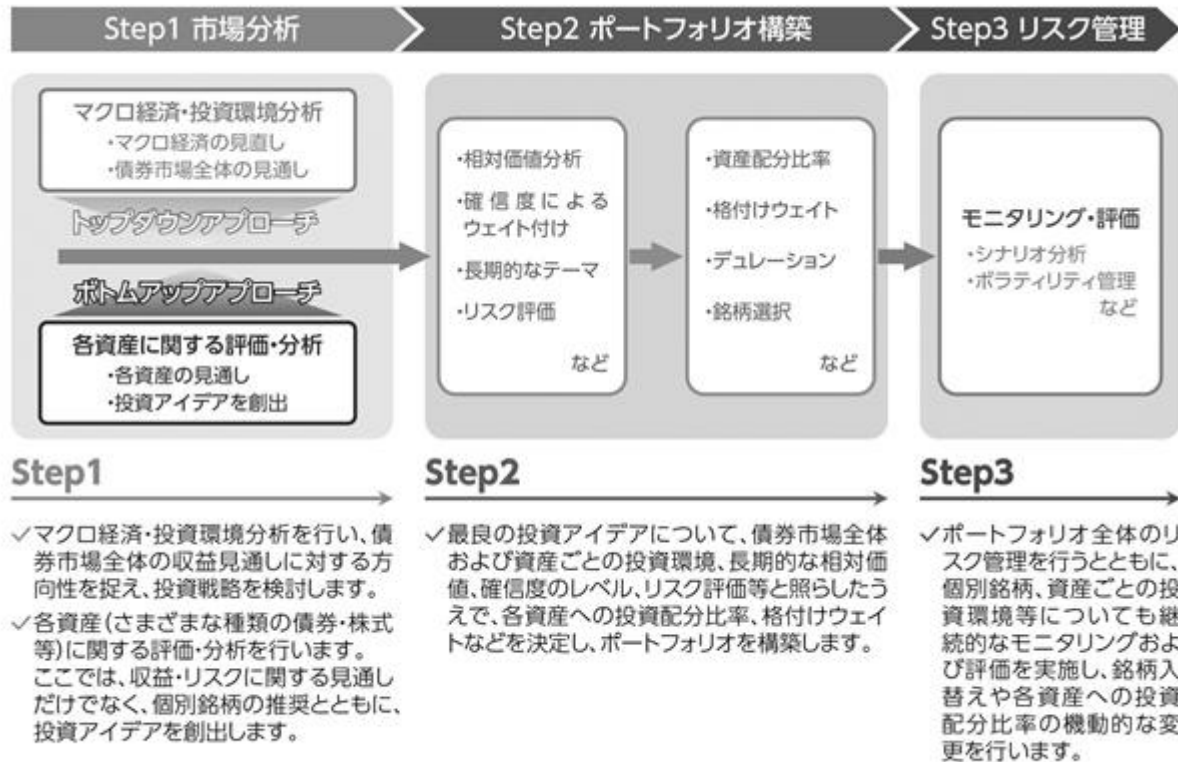 Step1 市場分析
Step2 ポートフォリオ構築
Step3 リスク管理
マクロ経済・投資環境分析
・マクロ経済の見直し
・債券市場全体の見通し
トップダウンアプローチ
ボトムアップアプローチ
各資産に関する評価・分析
・各資産の見通し
・投資アイデアを創出
・相対価値分析
・確信度による
ウェイト付け
・長期的なテーマ
・リスク評価
など
・資産配分比率
・格付けウェイト
・デュレーション
・銘柄選択
など
モニタリング・評価
・シナリオ分析
・ボラティリティ管理
など
Step1
✓マクロ経済・投資環境分析を行い、債
券市場全体の収益見通しに対する方
向性を捉え、投資戦略を検討します。
✓各資産(さまざまな種類の債券・株式
等)に関する評価・分析を行います。
ここでは、収益・リスクに関する見通し
だけでなく、個別銘柄の推奨とともに、
投資アイデアを創出します。
Step2
✓最良の投資アイデアについて、債券市場全体
および資産ごとの投資環境、長期的な相対価
値、確信度のレベル、リスク評価等と照らしたう
えで、各資産への投資配分比率、格付けウェイ
トなどを決定し、ポートフォリオを構築します。
Step3
✓ポートフォリオ全体のリ
スク管理を行うとともに、
個別銘柄、資産ごとの投
資環境等についても継
続的なモニタリングおよ
び評価を実施し、銘柄入
替えや各資産への投資
配分比率の機動的な変
更を行います。